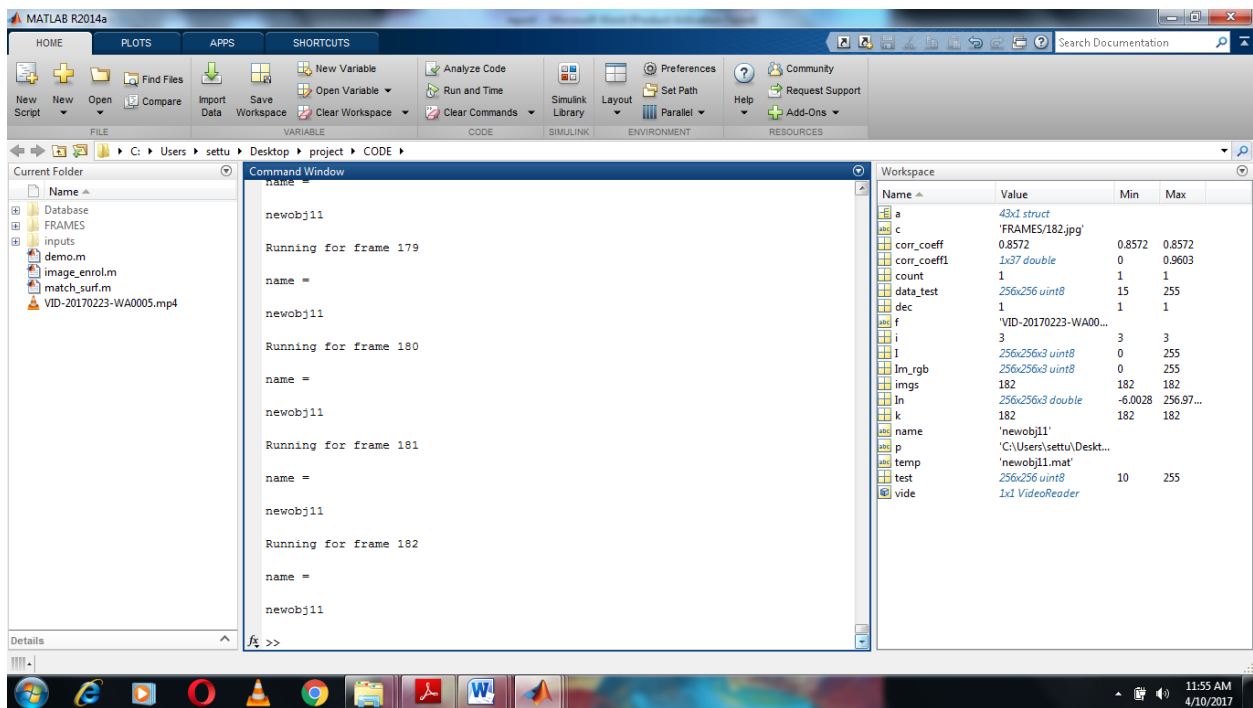 MATLAB R2014a
HOME PLOTS APPS SHORTCUTS
Search Documentation
New Script
New
Open
Find Files
Compare
Import Data
Save Workspace
New Variable
Open Variable
Clear Workspace
Analyze Code
Run and Time
Clear Commands
Simulink Library
Layout
Preferences
Set Path
Parallel
Help
Community
Request Support
Add-Ons
FILE VARIABLE CODE SIMULINK ENVIRONMENT RESOURCES
C: Users settu Desktop project CODE
Current Folder
Name
Database
FRAMES
inputs
demo.m
image_enrol.m
match_surf.m
VID-20170223-WA0005.mp4
Details
Command Window
name =
newobj11
Running for frame 179
name =
newobj11
Running for frame 180
name =
newobj11
Running for frame 181
name =
newobj11
Running for frame 182
name =
newobj11
fx >>
Workspace
Name Value Min Max
a 43x1 struct
c 'FRAMES/182.jpg'
corr_coeff 0.8572 0.8572 0.8572
corr_coeff1 1x37 double 0 0.9603
count 1 1 1
data_test 256x256 uint8 15 255
dec 1 1 1
f 'VID-20170223-WA00...
i 3 3 3
I 256x256x3 uint8 0 255
Im_rgb 256x256x3 uint8 0 255
imgs 182 182 182
In 256x256x3 double -6.0028 256.97...
k 182 182 182
name 'newobj11'
p 'C:\Users\settu\Deskt...
temp 'newobj11.mat'
test 256x256 uint8 10 255
vide 1x1 VideoReader
11:55 AM
4/10/2017